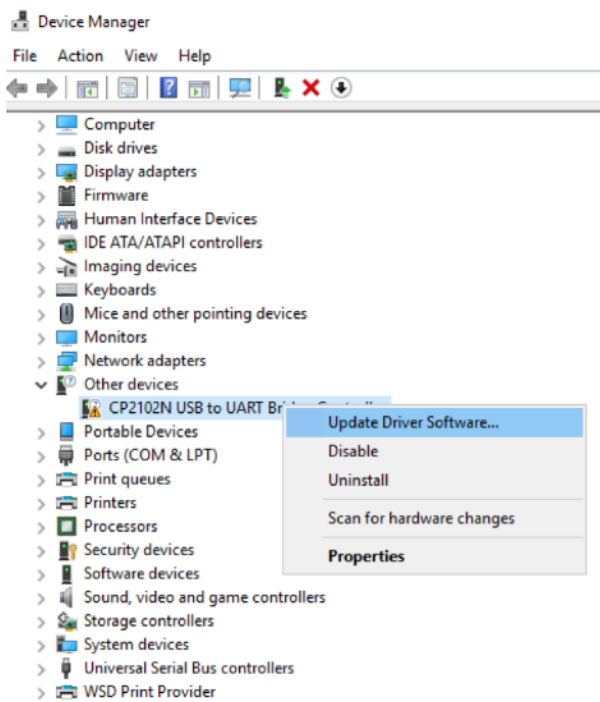 Device Manager
File Action View Help
Computer
Disk drives
Display adapters
Firmware
Human Interface Devices
IDE ATA/ATAPI controllers
Imaging devices
Keyboards
Mice and other pointing devices
Monitors
Network adapters
Other devices
CP2102N USB to UART
Update Driver Software...
Disable
Uninstall
Scan for hardware changes
Properties
Portable Devices
Ports (COM & LPT)
Print queues
Printers
Processors
Security devices
Software devices
Sound, video and game controllers
Storage controllers
System devices
Universal Serial Bus controllers
WSD Print Provider